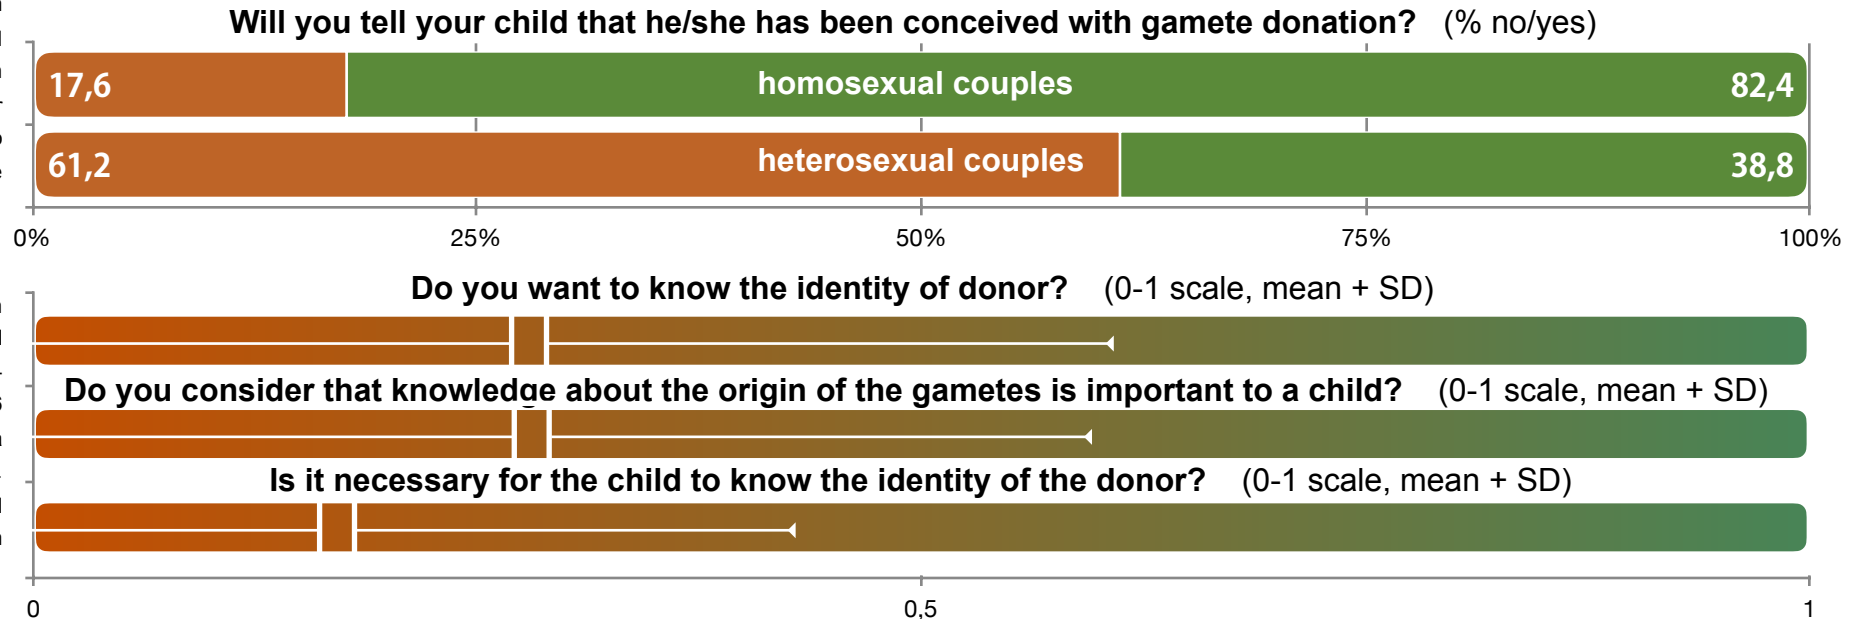 Will you tell your child that he/she has been conceived with gamete donation? (% no/yes)
17,6 homosexual couples 82,4
61,2 heterosexual couples 38,8
0% 25% 50% 75% 100%
Do you want to know the identity of donor? (0-1 scale, mean + SD)
Do you consider that knowledge about the origin of the gametes is important to a child? (0-1 scale, mean + SD)
Is it necessary for the child to know the identity of the donor? (0-1 scale, mean + SD)
0 0,5 1